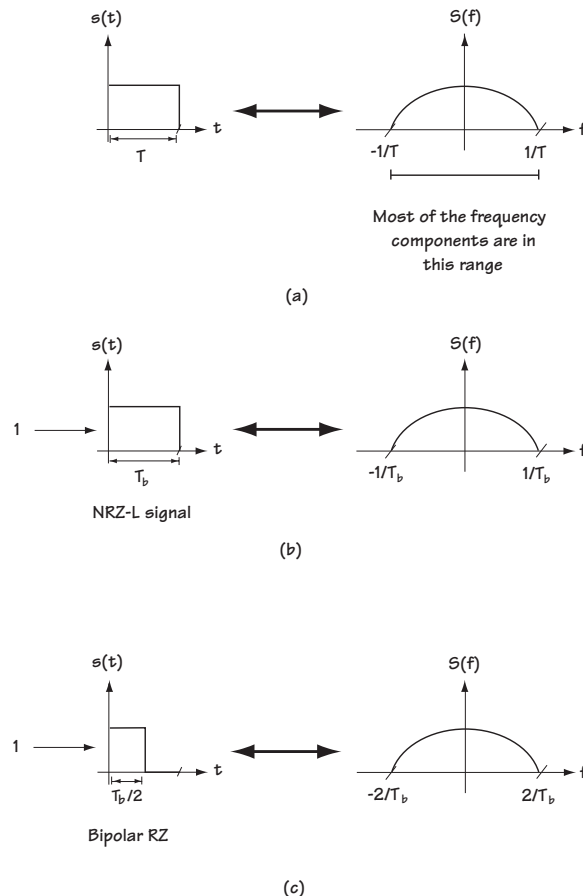 s(t)
S(f)
t
f
T
-1/T
1/T
Most of the frequency
components are in
this range
(a)
s(t)
S(f)
1
t
f
T_b
-1/T_b
1/T_b
NRZ-L signal
(b)
s(t)
S(f)
1
t
f
T_b/2
-2/T_b
2/T_b
Bipolar RZ
(c)